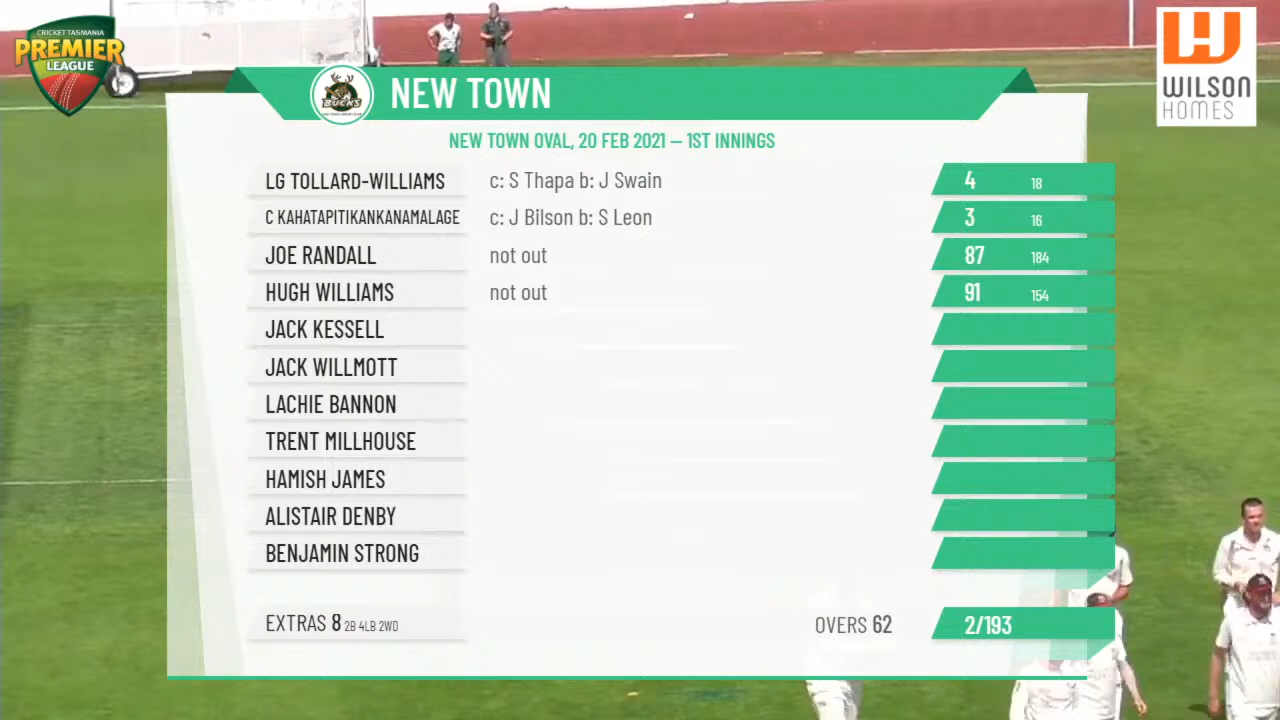 CRICKET TASMANIA
PREMIER
LEAGUE
WILSON
HOMES
BUCKS
NEW TOWN
NEW TOWN OVAL, 20 FEB 2021 – 1ST INNINGS
LG TOLLARD-WILLIAMS c: S Thapa b: J Swain 4 18
C KAHATAPITIKANKANAMALAGE c: J Bilson b: S Leon 3 16
JOE RANDALL not out 87 184
HUGH WILLIAMS not out 91 154
JACK KESSELL
JACK WILLMOTT
LACHIE BANNON
TRENT MILLHOUSE
HAMISH JAMES
ALISTAIR DENBY
BENJAMIN STRONG
EXTRAS 8 2B 4LB 2WD OVERS 62 2/193